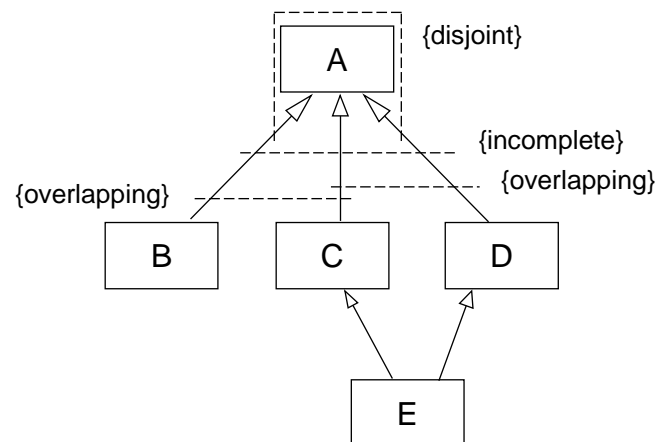 {disjoint}
A
{incomplete}
{overlapping}
{overlapping}
B
C
D
E